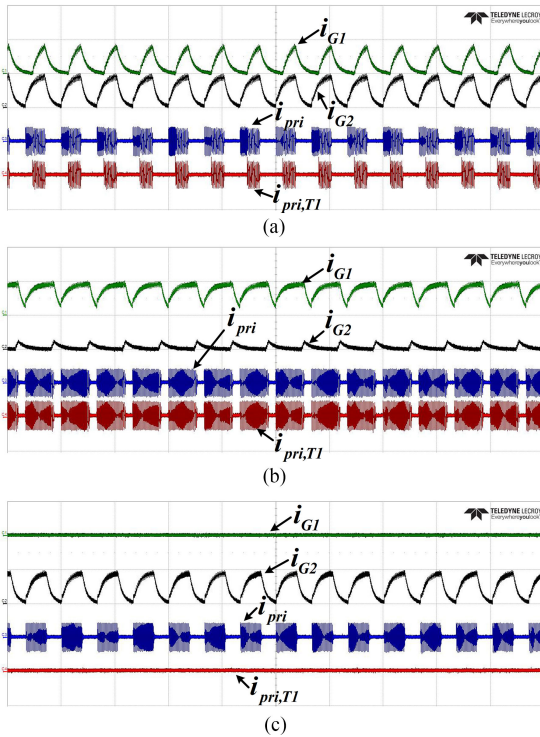 TELEDYNE LECROY
Everywhereyoulook
iG1
iG2
ipri
ipri,T1
(a)
TELEDYNE LECROY
Everywhereyoulook
iG1
iG2
ipri
ipri,T1
(b)
TELEDYNE LECROY
Everywhereyoulook
iG1
iG2
ipri
ipri,T1
(c)